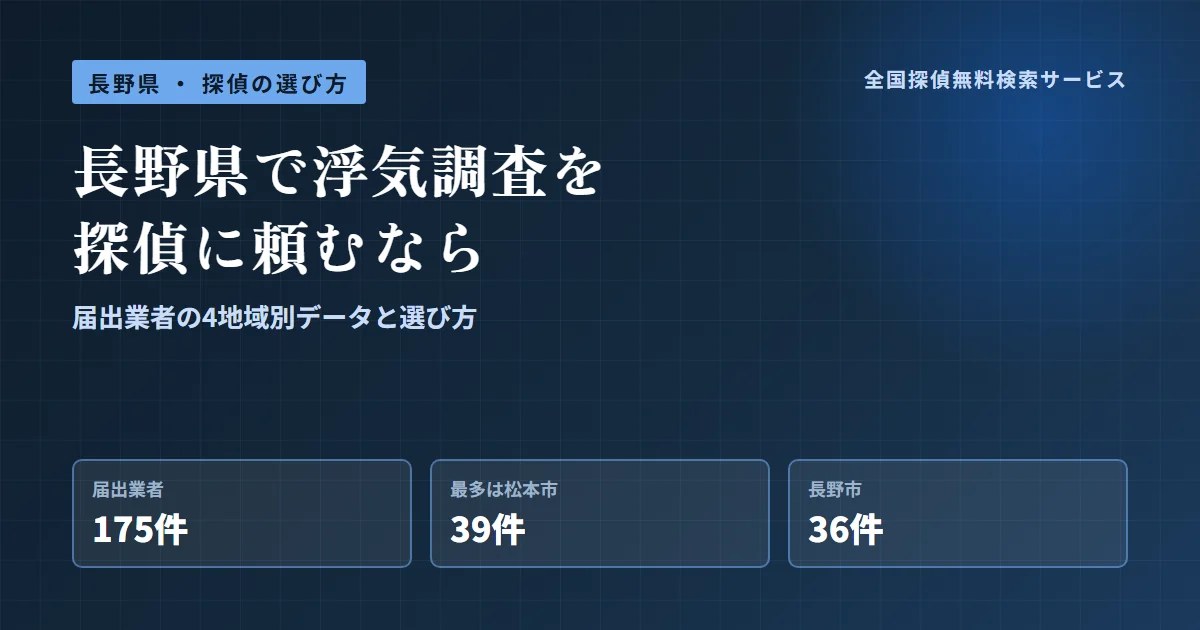 長野県 ・ 探偵の選び方
全国探偵無料検索サービス
長野県で浮気調査を
探偵に頼むなら
届出業者の4地域別データと選び方
届出業者
175件
最多は松本市
39件
長野市
36件